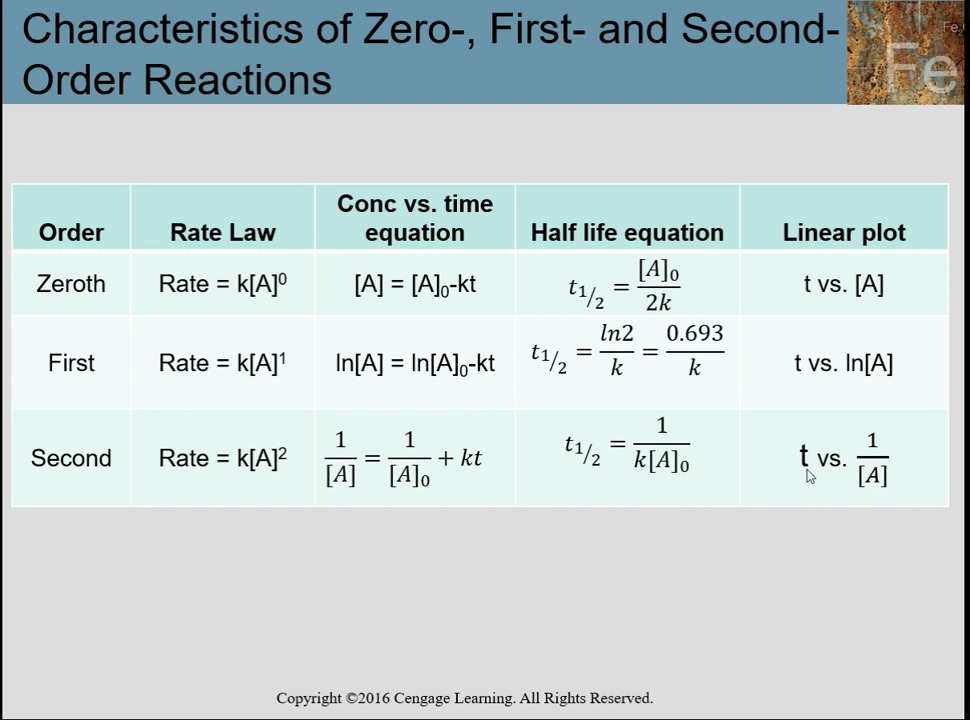 Characteristics of Zero-, First- and Second-
Order Reactions
Fe
Fe
Order Rate Law Conc vs. time equation Half life equation Linear plot
Zeroth Rate = k[A]⁰ [A] = [A]₀-kt t₁/₂ = [A]₀/2k t vs. [A]
First Rate = k[A]¹ ln[A] = ln[A]₀-kt t₁/₂ = ln2/k = 0.693/k t vs. ln[A]
Second Rate = k[A]² 1/[A] = 1/[A]₀ + kt t₁/₂ = 1/k[A]₀ t vs. 1/[A]
Copyright ©2016 Cengage Learning. All Rights Reserved.